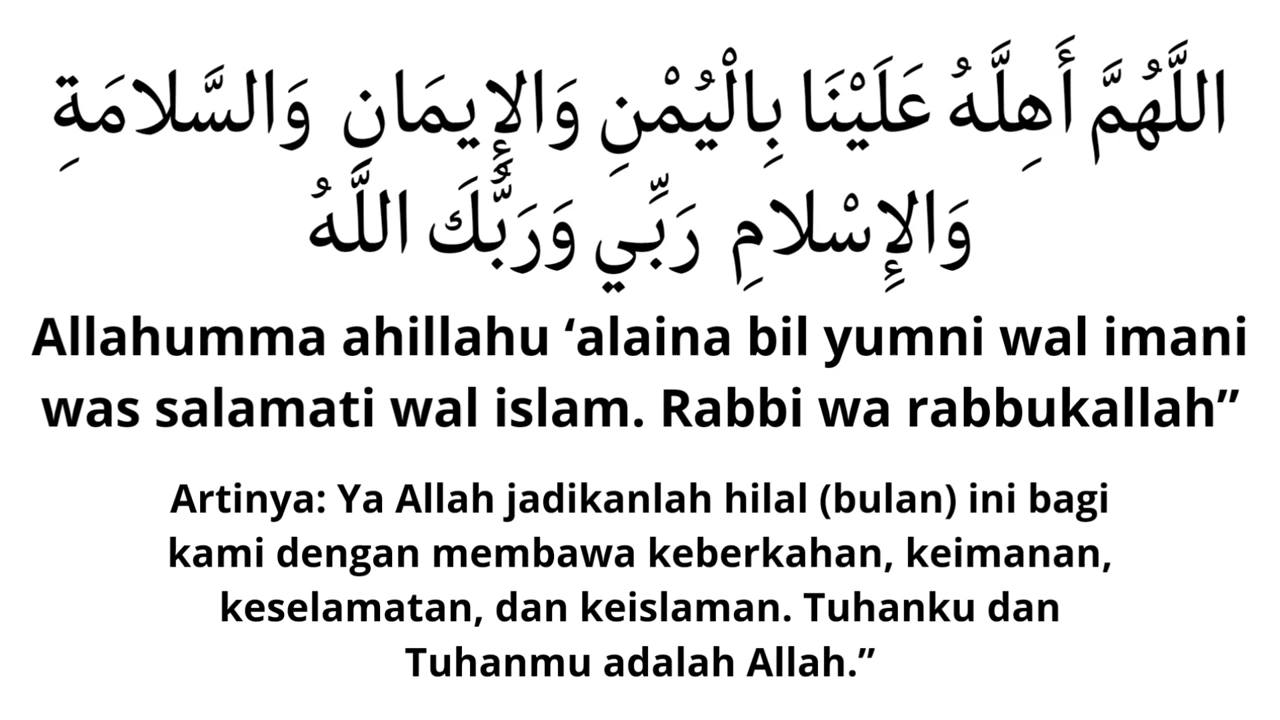 اللَّهُمَّ أَهِلَّهُ عَلَيْنَا بِالْيُمْنِ وَالإِيمَانِ وَالسَّلامَةِ
وَالإِسْلامِ رَبِّي وَرَبُّكَ اللَّهُ
Allahumma ahillahu ‘alaina bil yumni wal imani
was salamati wal islam. Rabbi wa rabbukallah”
Artinya: Ya Allah jadikanlah hilal (bulan) ini bagi
kami dengan membawa keberkahan, keimanan,
keselamatan, dan keislaman. Tuhanku dan
Tuhanmu adalah Allah.”